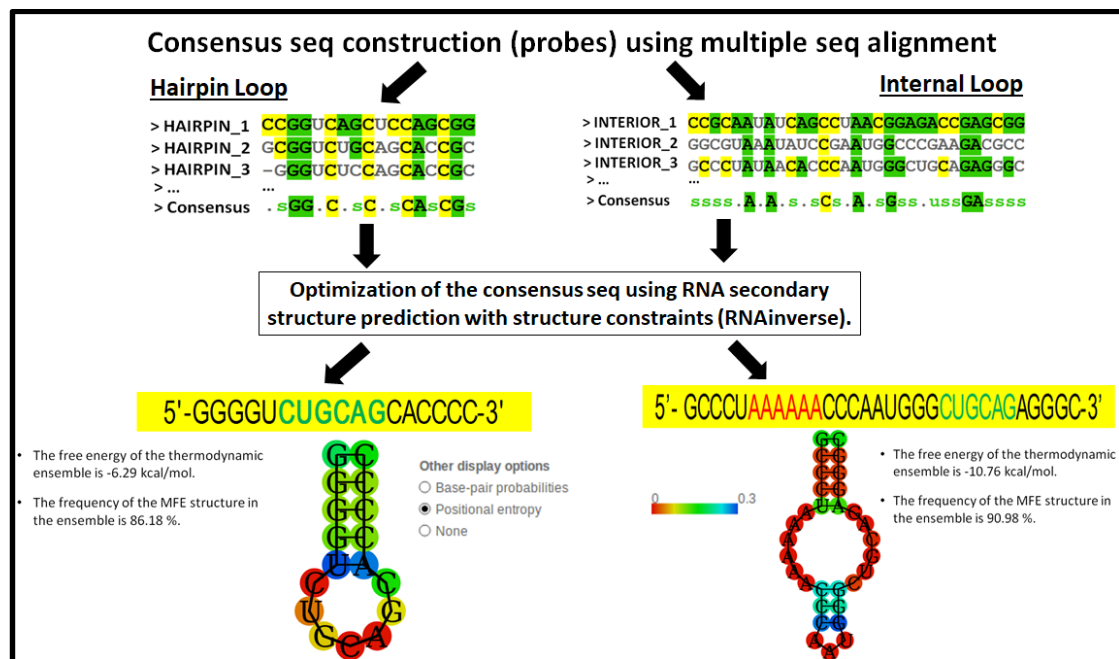 Consensus seq construction (probes) using multiple seq alignment
Hairpin Loop
> HAIRPIN_1 CCGGUCAGCUCCAGCGG
> HAIRPIN_2 GCGGUCUGCAGCACCGC
> HAIRPIN_3 -GGGUCUCCAGCACCGC
> ... ...
> Consensus .sGG.C.sC.sCAsCGs
Internal Loop
> INTERIOR_1 CCGCAAUAUCAGCCUAACGGAGACCGAGCGG
> INTERIOR_2 GGCGUAAAUAUCCGAAUGGCCCGAAGACGCC
> INTERIOR_3 GCCCUAUAACACCCAAUGGGCUGCAGAGGGC
> ... ...
> Consensus ssss.A.A.s.sCs.A.sGss.ussGAssss
Optimization of the consensus seq using RNA secondary
structure prediction with structure constraints (RNAinverse).
5'-GGGGUCUGCAGCACCCC-3'
• The free energy of the thermodynamic
ensemble is -6.29 kcal/mol.
• The frequency of the MFE structure in
the ensemble is 86.18 %.
G C
G C
G C
G C
U A
C C
U G
G A
C
Other display options
Base-pair probabilities
Positional entropy
None
5'- GCCCUAAAAAACCCAAUGGGCUGCAGAGGGC-3'
0 0.3
G C
C G
C G
C G
U A
A G
A A
A C
A G
A U
A C
C G
C G
C G
A U
A
• The free energy of the thermodynamic
ensemble is -10.76 kcal/mol.
• The frequency of the MFE structure in
the ensemble is 90.98 %.